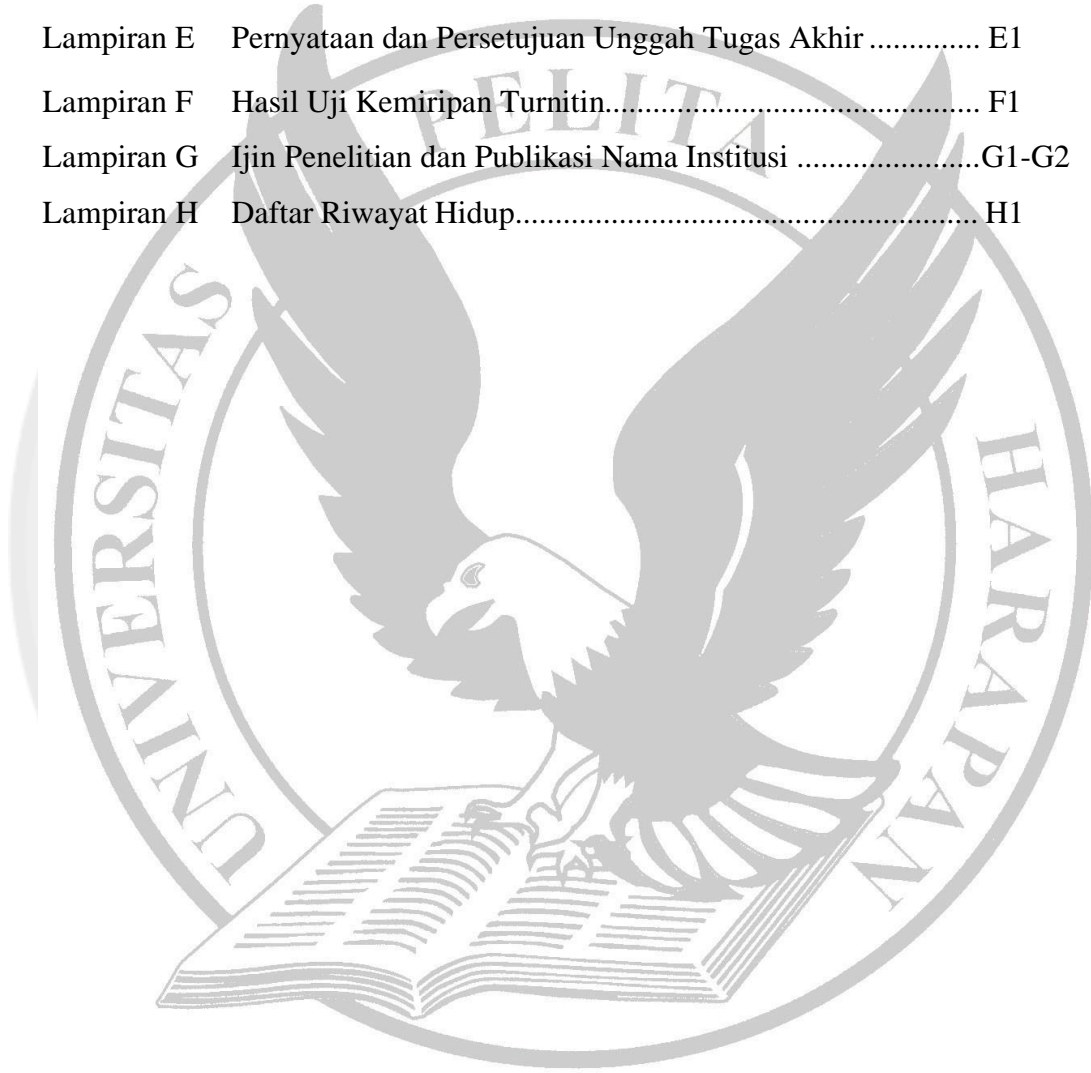 Lampiran E Pernyataan dan Persetujuan Unggah Tugas Akhir .............. E1
Lampiran F Hasil Uji Kemiripan Turnitin................................................. F1
Lampiran G Ijin Penelitian dan Publikasi Nama Institusi ......................G1-G2
Lampiran H Daftar Riwayat Hidup........................................................ H1
UNIVERSITAS PELITA HARAPAN